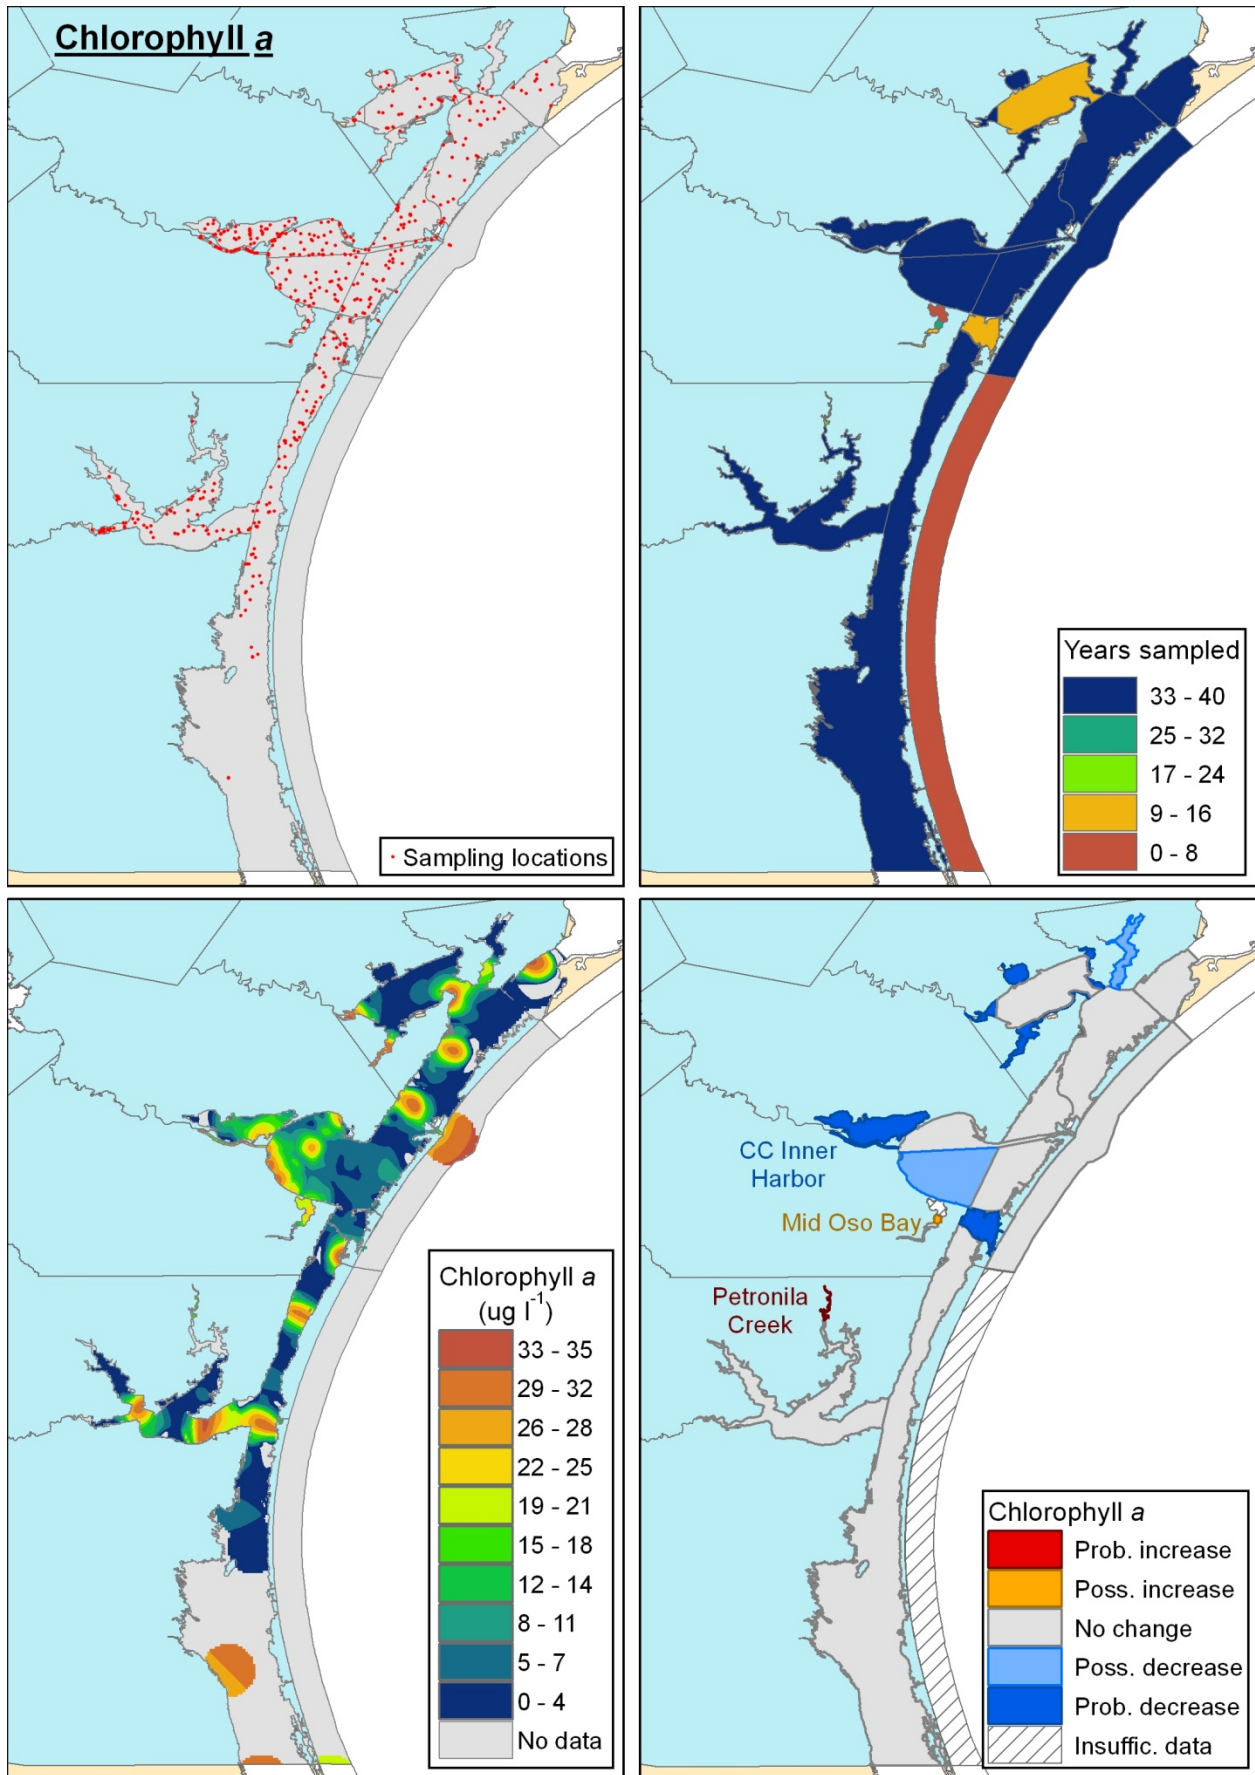 Chlorophyll a
Sampling locations
Years sampled
33 - 40
25 - 32
17 - 24
9 - 16
0 - 8
Chlorophyll a
(ug l⁻¹)
33 - 35
29 - 32
26 - 28
22 - 25
19 - 21
15 - 18
12 - 14
8 - 11
5 - 7
0 - 4
No data
CC Inner
Harbor
Mid Oso Bay
Petronila
Creek
Chlorophyll a
Prob. increase
Poss. increase
No change
Poss. decrease
Prob. decrease
Insuffic. data